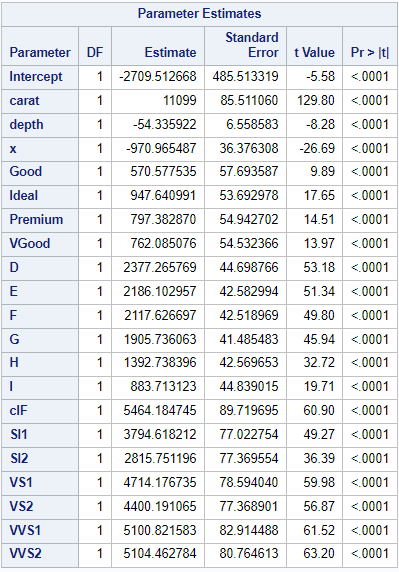 Parameter Estimates
Parameter DF Estimate Standard Error t Value Pr > |t|
Intercept 1 -2709.512668 485.513319 -5.58 <.0001
carat 1 11099 85.511060 129.80 <.0001
depth 1 -54.335922 6.558583 -8.28 <.0001
x 1 -970.965487 36.376308 -26.69 <.0001
Good 1 570.577535 57.693587 9.89 <.0001
Ideal 1 947.640991 53.692978 17.65 <.0001
Premium 1 797.382870 54.942702 14.51 <.0001
VGood 1 762.085076 54.532366 13.97 <.0001
D 1 2377.265769 44.698766 53.18 <.0001
E 1 2186.102957 42.582994 51.34 <.0001
F 1 2117.626697 42.518969 49.80 <.0001
G 1 1905.736063 41.485483 45.94 <.0001
H 1 1392.738396 42.569653 32.72 <.0001
I 1 883.713123 44.839015 19.71 <.0001
cIF 1 5464.184745 89.719695 60.90 <.0001
SI1 1 3794.618212 77.022754 49.27 <.0001
SI2 1 2815.751196 77.369554 36.39 <.0001
VS1 1 4714.176735 78.594040 59.98 <.0001
VS2 1 4400.191065 77.368901 56.87 <.0001
VVS1 1 5100.821583 82.914488 61.52 <.0001
VVS2 1 5104.462784 80.764613 63.20 <.0001